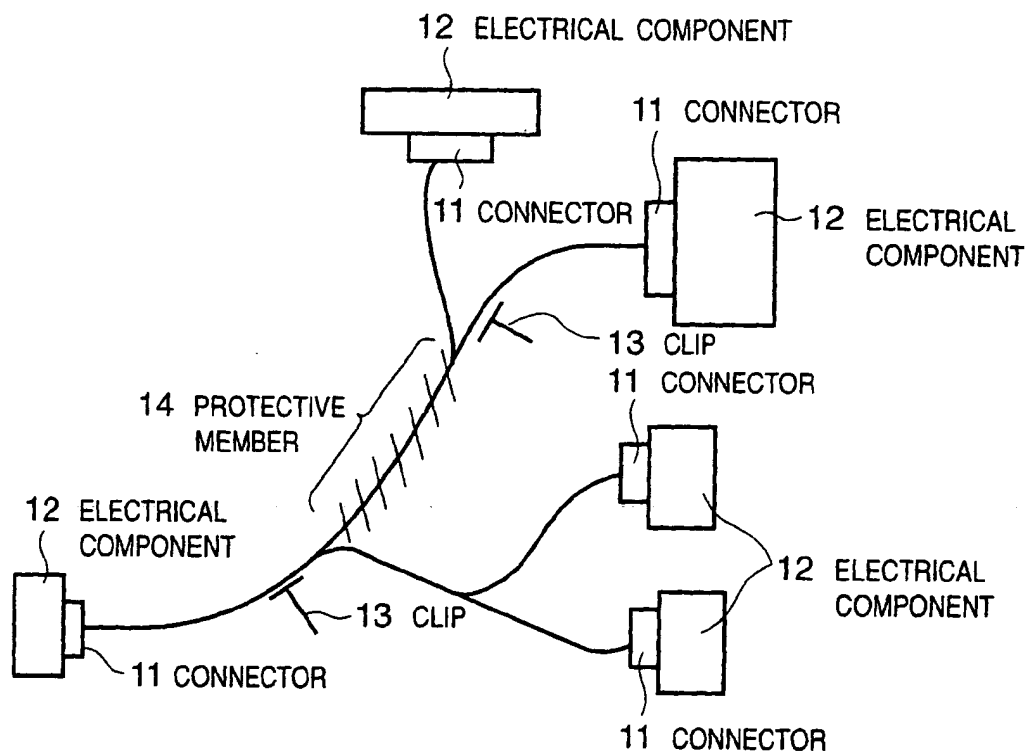 12 ELECTRICAL COMPONENT
11 CONNECTOR
11 CONNECTOR
12 ELECTRICAL
COMPONENT
13 CLIP
11 CONNECTOR
14 PROTECTIVE
MEMBER
12 ELECTRICAL
COMPONENT
12 ELECTRICAL
COMPONENT
13 CLIP
11 CONNECTOR
11 CONNECTOR